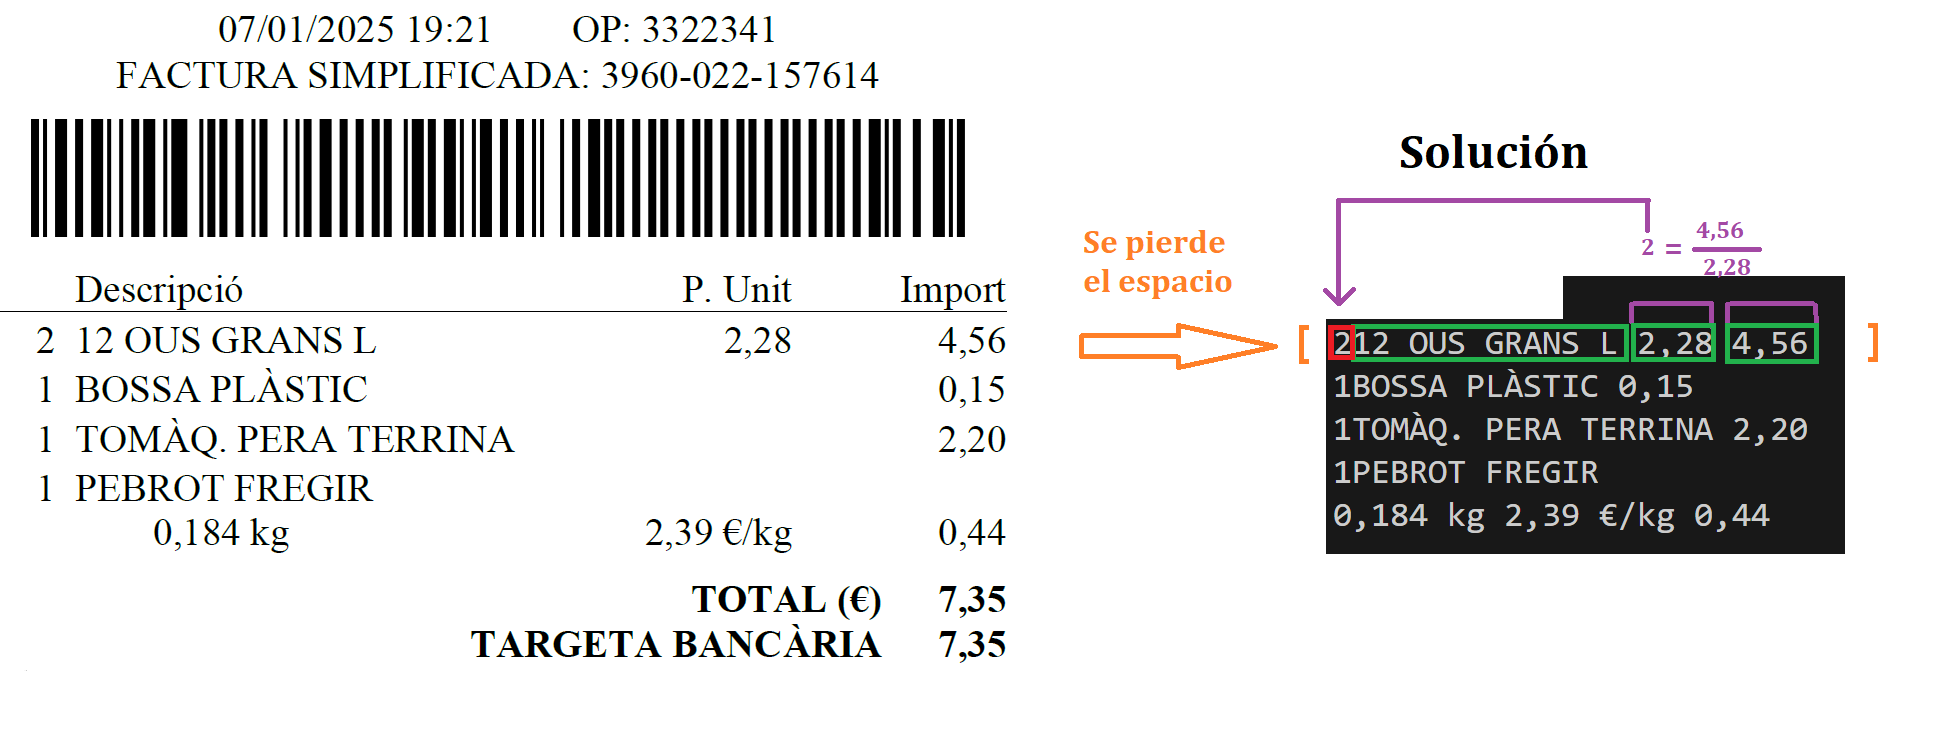 07/01/2025 19:21 OP: 3322341
FACTURA SIMPLIFICADA: 3960-022-157614
Descripció P. Unit Import
2 12 OUS GRANS L 2,28 4,56
1 BOSSA PLÀSTIC 0,15
1 TOMÀQ. PERA TERRINA 2,20
1 PEBROT FREGIR
0,184 kg 2,39 €/kg 0,44
TOTAL (€) 7,35
TARGETA BANCÀRIA 7,35
Se pierde
el espacio
Solución
2 = 4,56
2,28
[ 212 OUS GRANS L 2,28 4,56 ]
1BOSSA PLÀSTIC 0,15
1TOMÀQ. PERA TERRINA 2,20
1PEBROT FREGIR
0,184 kg 2,39 €/kg 0,44